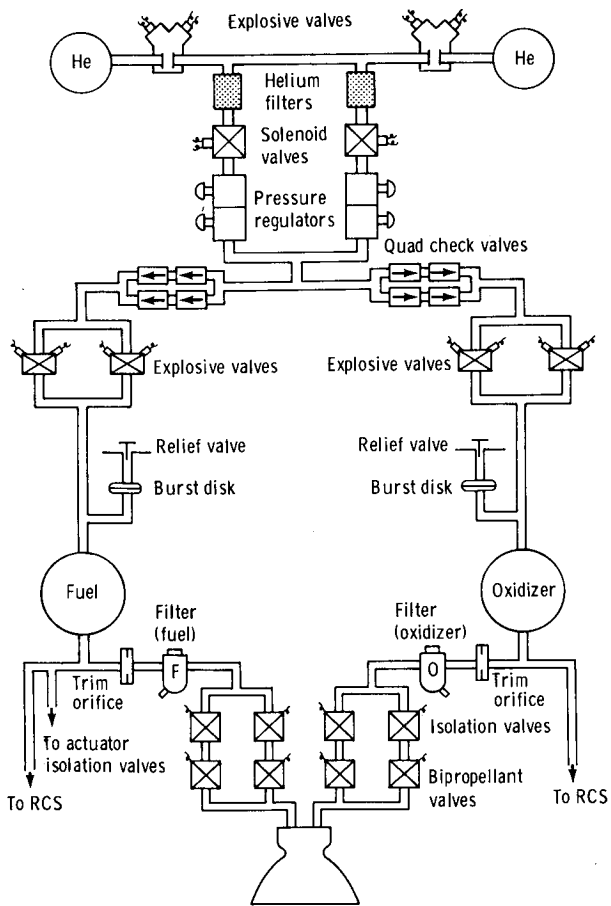 Explosive valves
He
He
Helium
filters
Solenoid
valves
Pressure
regulators
Quad check valves
Explosive valves
Explosive valves
Relief valve
Relief valve
Burst disk
Burst disk
Fuel
Oxidizer
Filter
(fuel)
Filter
(oxidizer)
F
O
Trim
orifice
Trim
orifice
Isolation valves
To actuator
isolation valves
Bipropellant
valves
To RCS
To RCS